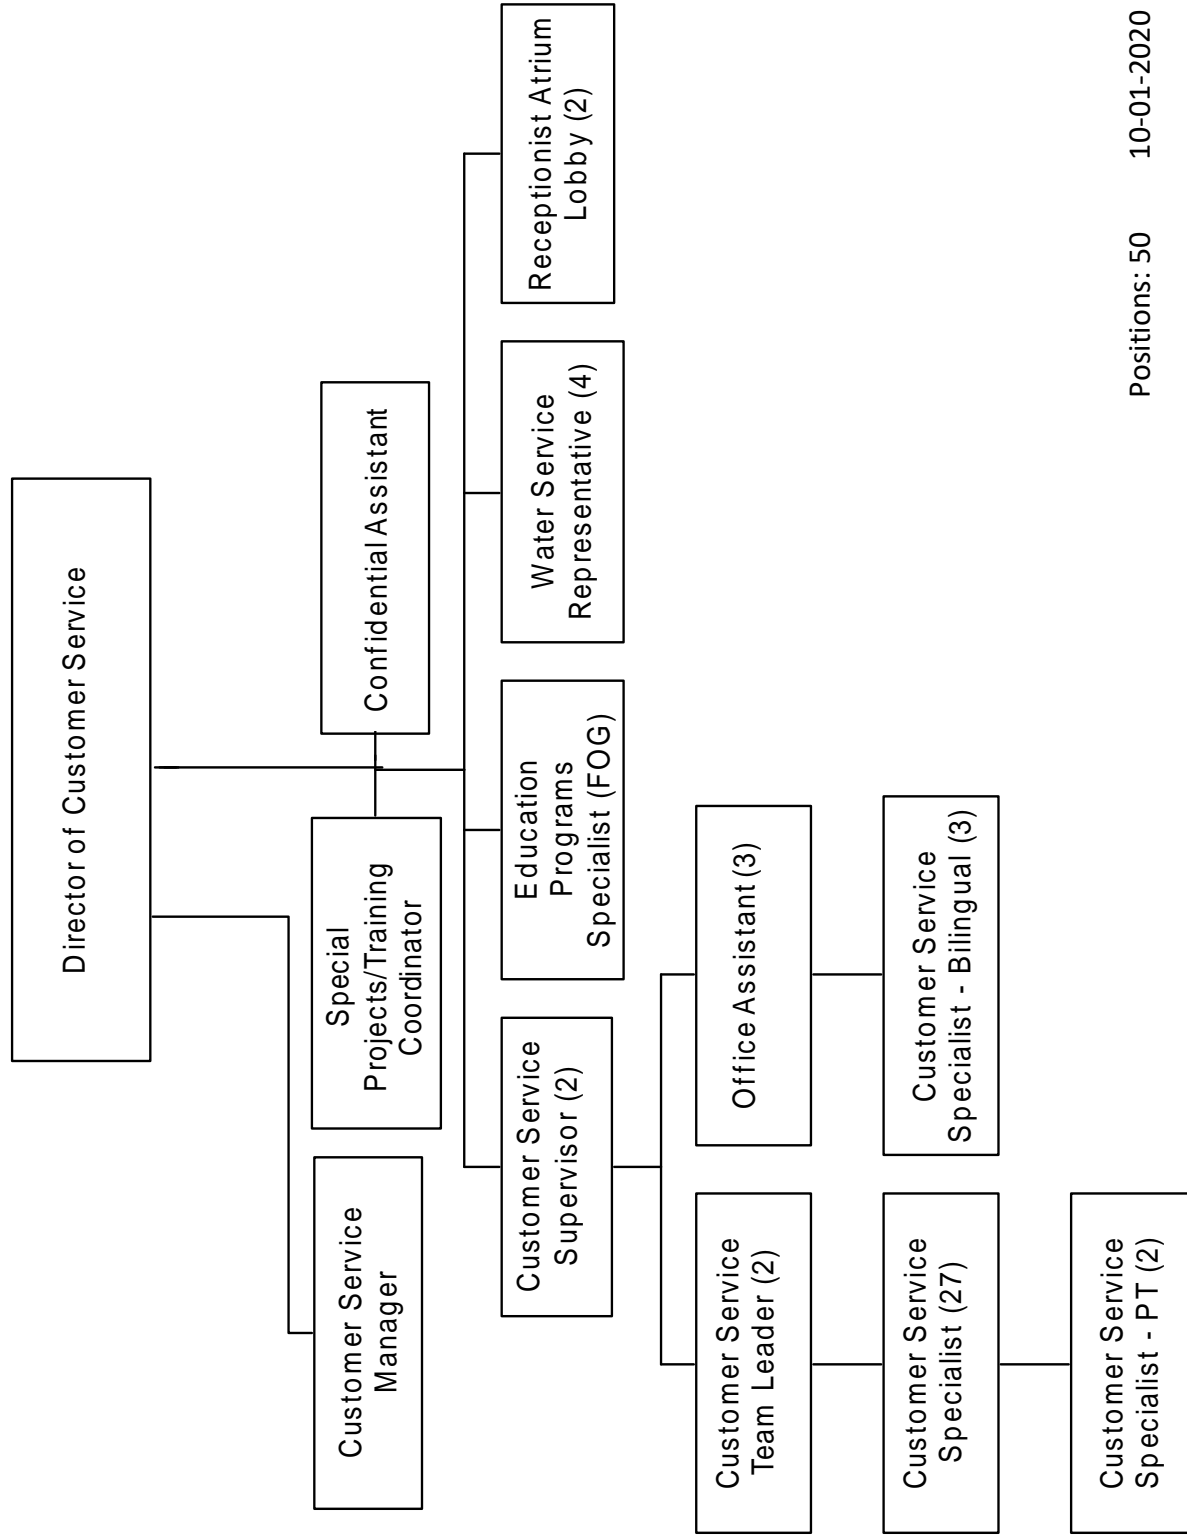 Director of Customer Service
Customer Service
Manager
Special
Projects/Training
Coordinator
Confidential Assistant
Customer Service
Supervisor (2)
Education
Programs
Specialist (FOG)
Water Service
Representative (4)
Receptionist Atrium
Lobby (2)
Customer Service
Team Leader (2)
Office Assistant (3)
Customer Service
Specialist (27)
Customer Service
Specialist - Bilingual (3)
Customer Service
Specialist - PT (2)
Positions: 50 10-01-2020